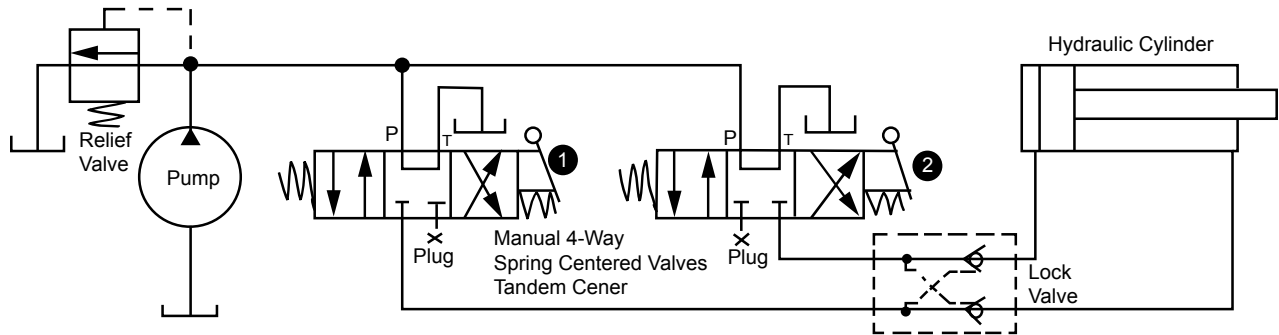 Hydraulic Cylinder
Relief
Valve
Pump
P
T
1
P
T
2
Plug
Manual 4-Way
Spring Centered Valves
Tandem Cener
Plug
Lock
Valve